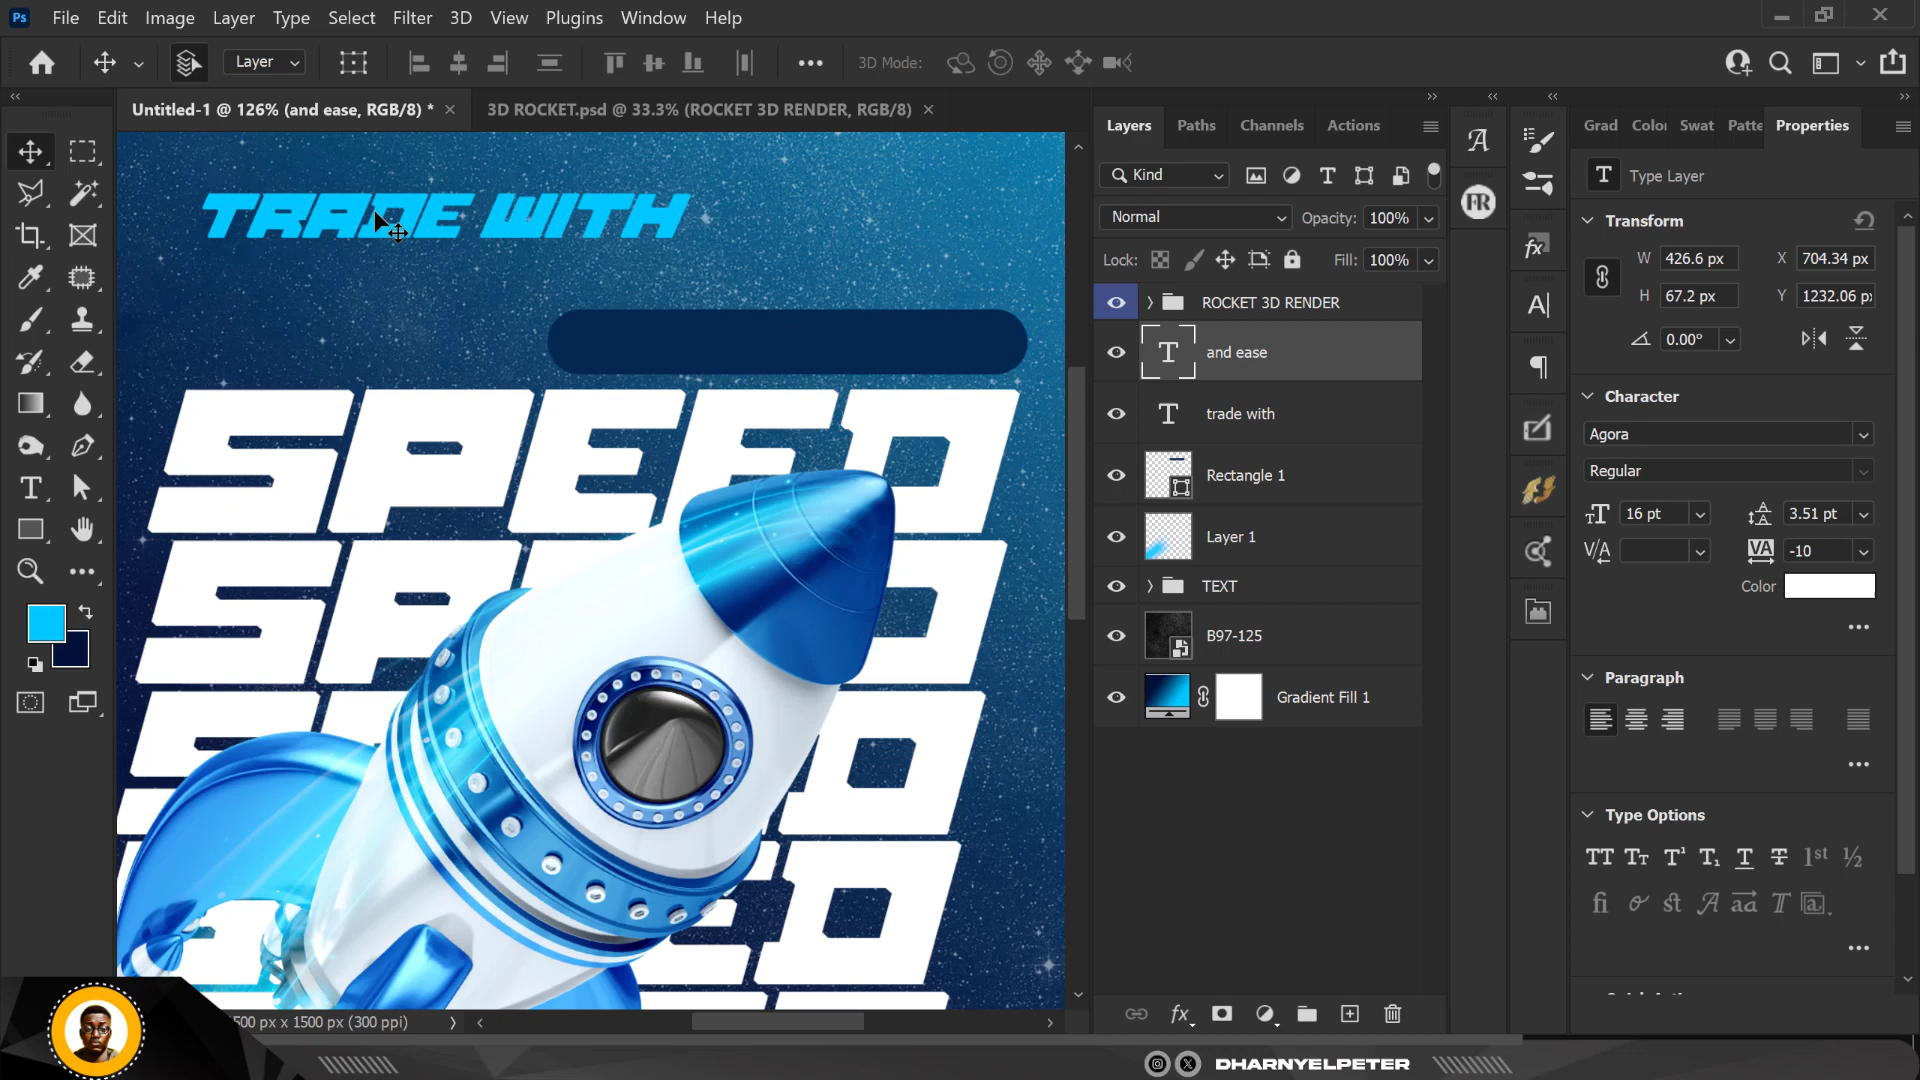 Ps File Edit Image Layer Type Select Filter 3D View Plugins Window Help
Layer 3D Mode:
Untitled-1 @ 126% (and ease, RGB/8) * 3D ROCKET.psd @ 33.3% (ROCKET 3D RENDER, RGB/8)
TRADE WITH
SPEED
SPEED
Layers Paths Channels Actions
Kind
Normal Opacity: 100%
Lock: Fill: 100%
ROCKET 3D RENDER
and ease
trade with
Rectangle 1
Layer 1
TEXT
B97-125
Gradient Fill 1
Grad Color Swat Patte Properties
Type Layer
Transform
W 426.6 px X 704.34 px
H 67.2 px Y 1232.06 px
0.00°
Character
Agora
Regular
16 pt 3.51 pt
-10
Color
Paragraph
Type Options
500 px x 1500 px (300 ppi)
DHARNYELPETER